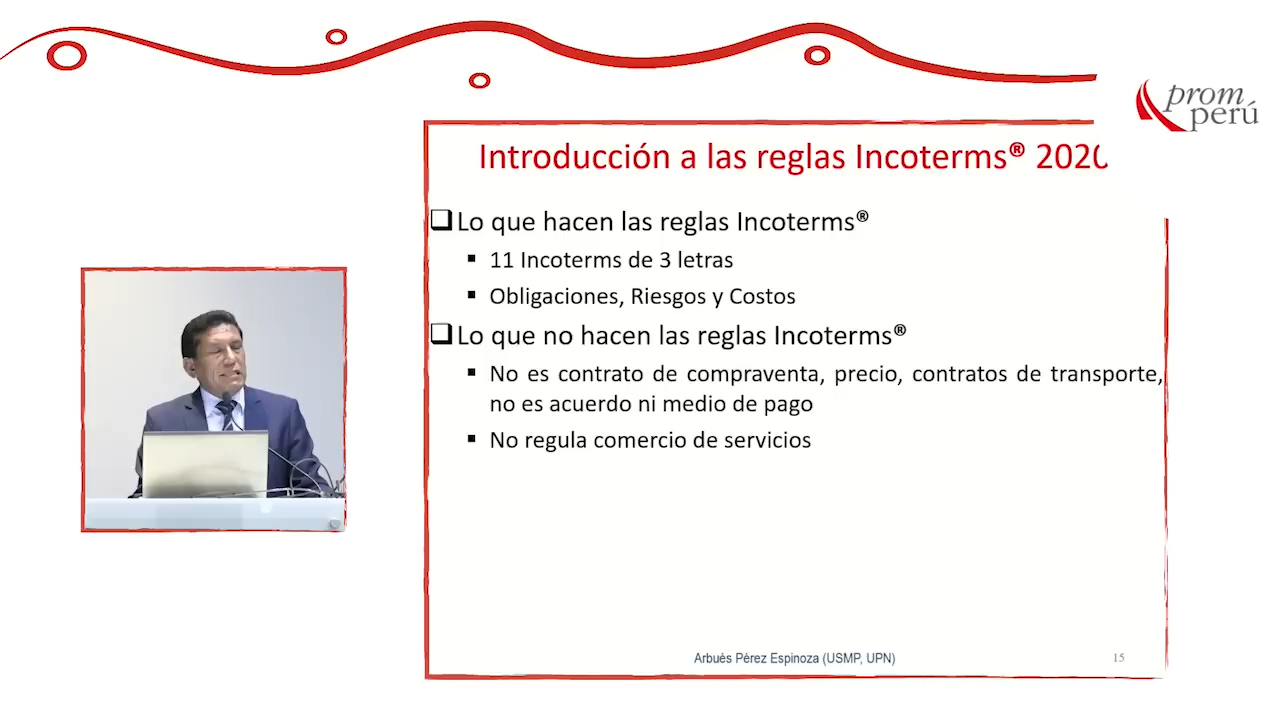 prom
perú
Introducción a las reglas Incoterms® 2020
Lo que hacen las reglas Incoterms®
11 Incoterms de 3 letras
Obligaciones, Riesgos y Costos
Lo que no hacen las reglas Incoterms®
No es contrato de compraventa, precio, contratos de transporte,
no es acuerdo ni medio de pago
No regula comercio de servicios
Arbués Pérez Espinoza (USMP, UPN)
15